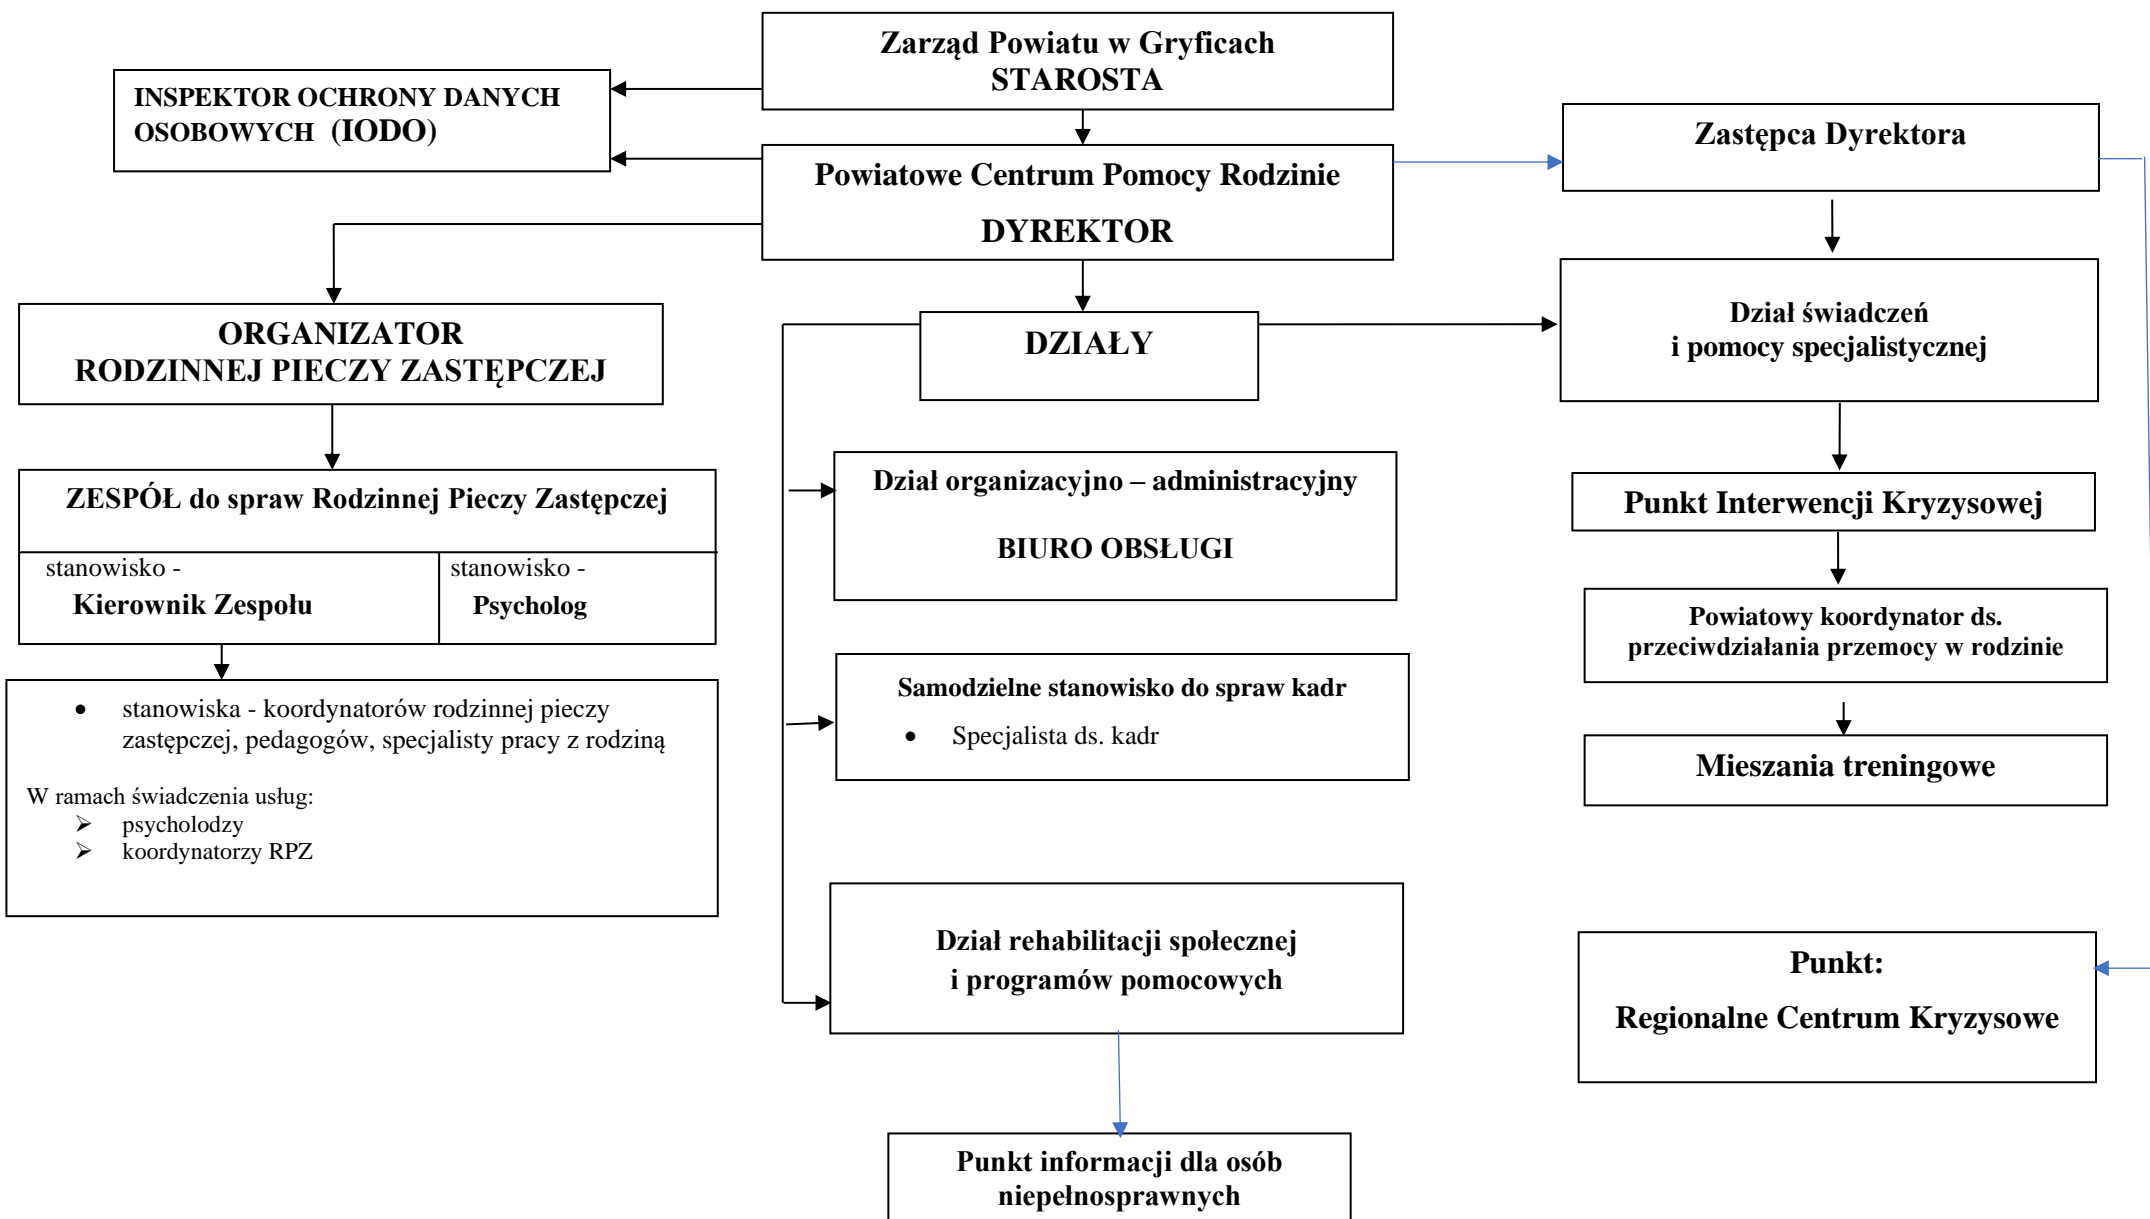 Zarząd Powiatu w Gryficach
STAROSTA
INSPEKTOR OCHRONY DANYCH
OSOBOWYCH (IODO)
Zastępca Dyrektora
Powiatowe Centrum Pomocy Rodzinie
DYREKTOR
ORGANIZATOR
RODZINNEJ PIECZY ZASTĘPCZEJ
DZIAŁY
Dział świadczeń
i pomocy specjalistycznej
ZESPÓŁ do spraw Rodzinnej Pieczy Zastępczej
stanowisko -
Kierownik Zespołu
stanowisko -
Psycholog
• stanowiska - koordynatorów rodzinnej pieczy
zastępczej, pedagogów, specjalisty pracy z rodziną
W ramach świadczenia usług:
➢ psycholodzy
➢ koordynatorzy RPZ
Dział organizacyjno – administracyjny
BIURO OBSŁUGI
Samodzielne stanowisko do spraw kadr
• Specjalista ds. kadr
Dział rehabilitacji społecznej
i programów pomocowych
Punkt informacji dla osób
niepełnosprawnych
Punkt Interwencji Kryzysowej
Powiatowy koordynator ds.
przeciwdziałania przemocy w rodzinie
Mieszania treningowe
Punkt:
Regionalne Centrum Kryzysowe